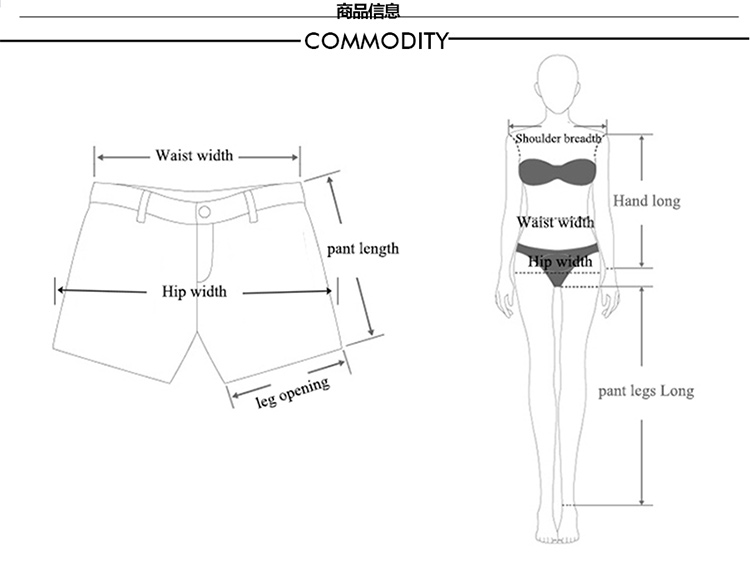 商品信息
COMMODITY
Waist width
pant length
Hip width
leg opening
Shoulder breadth
Hand long
Waist width
Hip width
pant legs Long